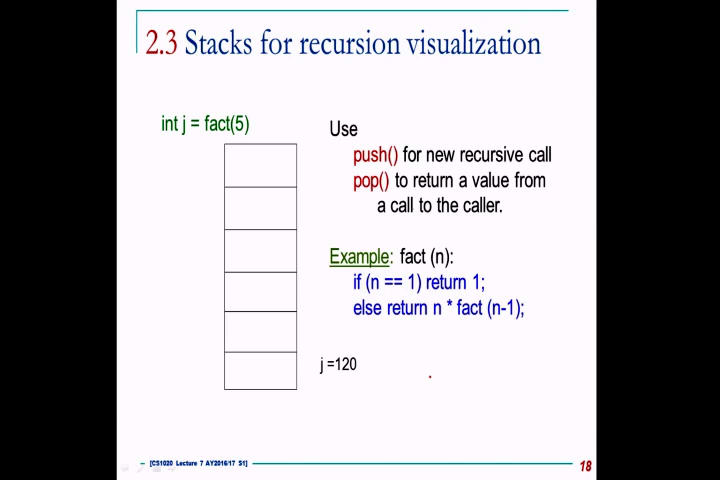 2.3 Stacks for recursion visualization
int j = fact(5)
Use
push() for new recursive call
pop() to return a value from
a call to the caller.
Example: fact (n):
if (n == 1) return 1;
else return n * fact (n-1);
j =120
[CS1020 Lecture 7 AY2016/17 S1]
18